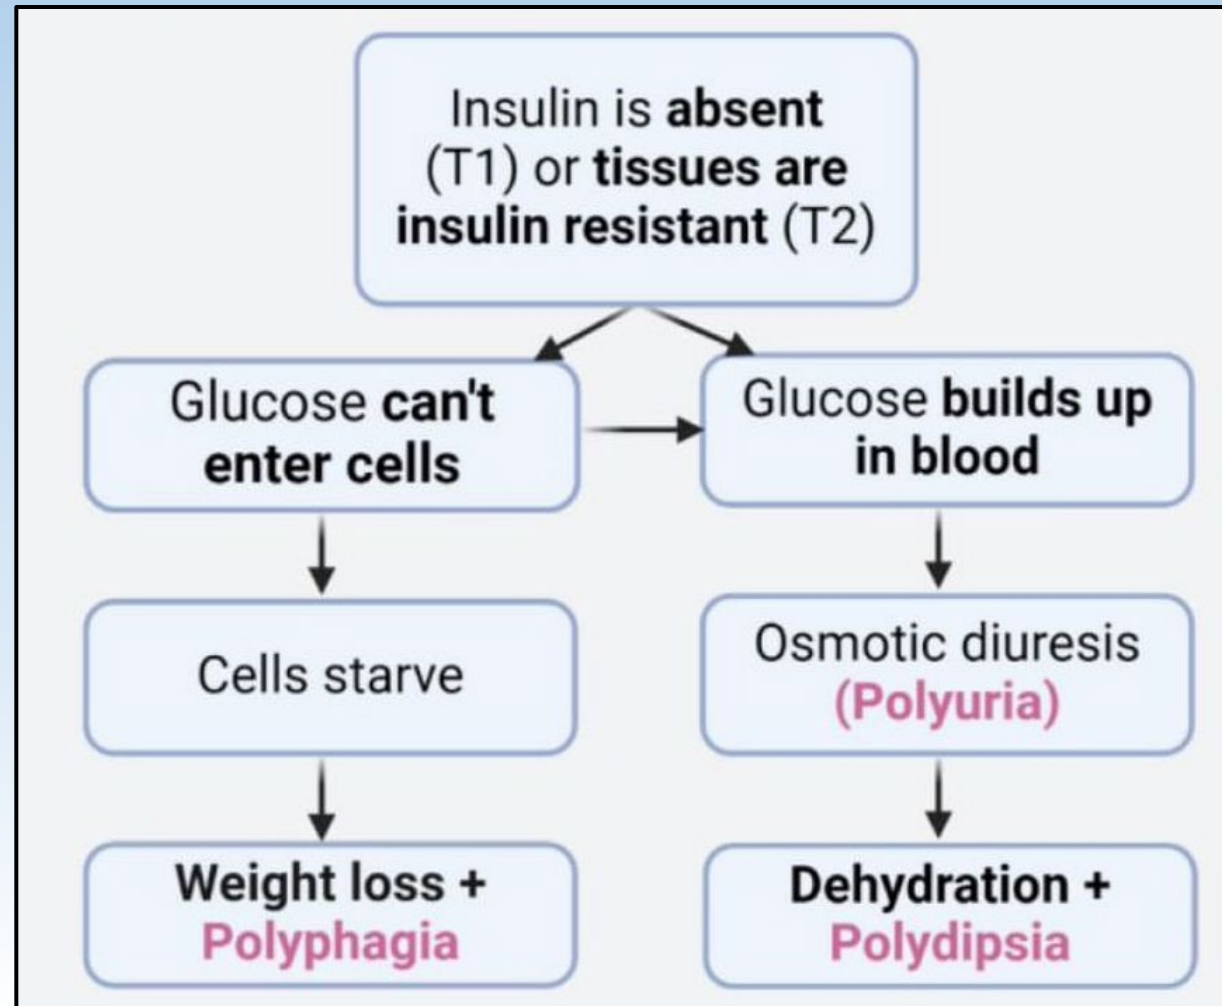 Insulin is absent
(T1) or tissues are
insulin resistant (T2)
Glucose can't
enter cells
Glucose builds up
in blood
Cells starve
Osmotic diuresis
(Polyuria)
Weight loss +
Polyphagia
Dehydration +
Polydipsia